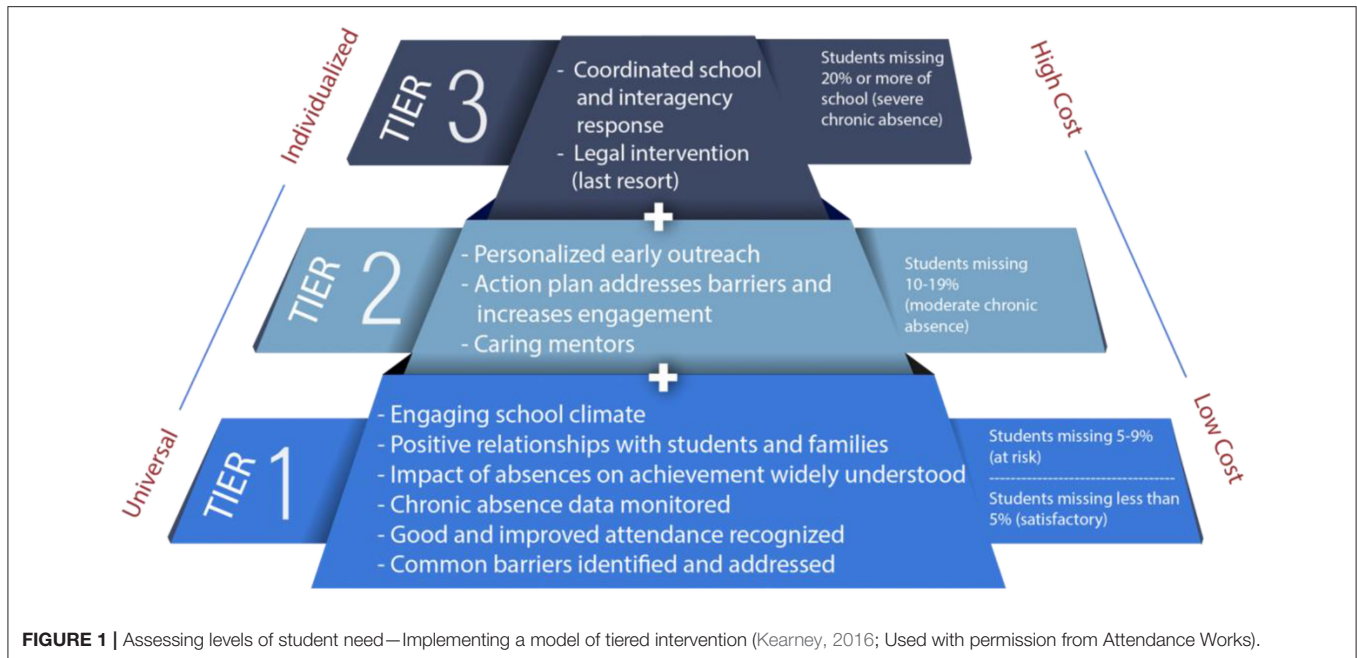 Individualized
High Cost
TIER 3
- Coordinated school
and interagency
response
- Legal intervention
(last resort)
Students missing
20% or more of
school (severe
chronic absence)
TIER 2
- Personalized early outreach
- Action plan addresses barriers and
increases engagement
- Caring mentors
Students missing
10-19%
(moderate chronic
absence)
Universal
Low Cost
TIER 1
- Engaging school climate
- Positive relationships with students and families
- Impact of absences on achievement widely understood
- Chronic absence data monitored
- Good and improved attendance recognized
- Common barriers identified and addressed
Students missing 5-9%
(at risk)
Students missing less than
5% (satisfactory)
FIGURE 1 | Assessing levels of student need—Implementing a model of tiered intervention (Kearney, 2016; Used with permission from Attendance Works).